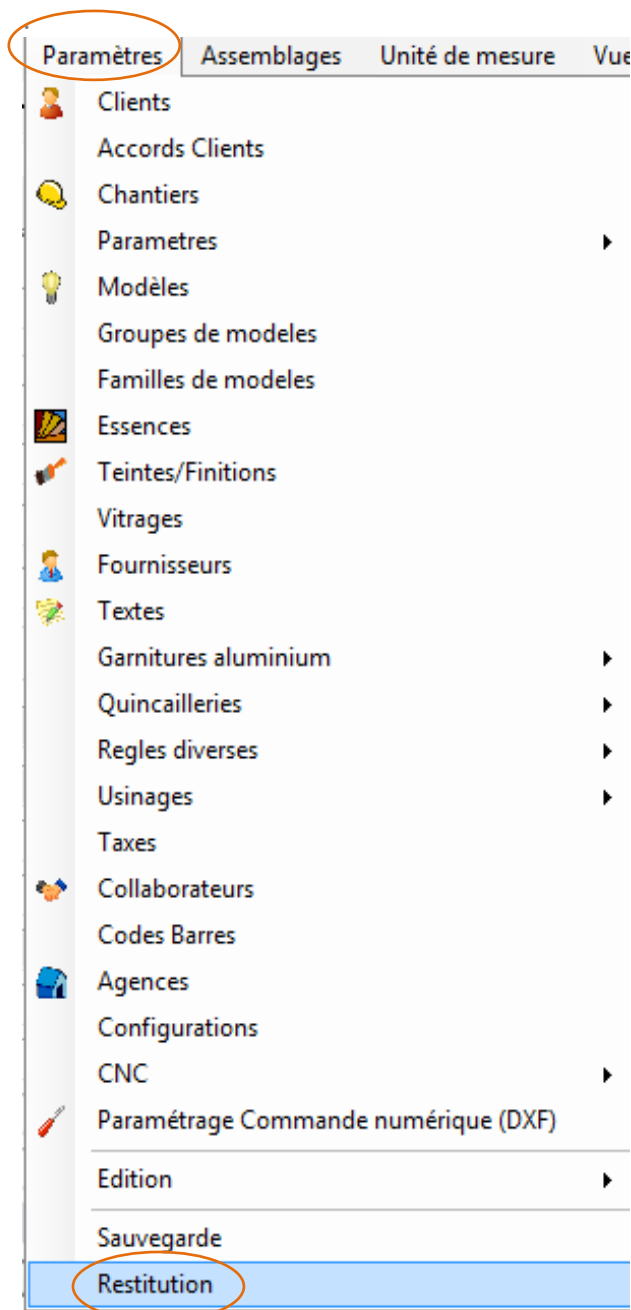 Paramètres Assemblages Unité de mesure Vue
Clients
Accords Clients
Chantiers
Parametres
Modèles
Groupes de modeles
Familles de modeles
Essences
Teintes/Finitions
Vitrages
Fournisseurs
Textes
Garnitures aluminium
Quincailleries
Regles diverses
Usinages
Taxes
Collaborateurs
Codes Barres
Agences
Configurations
CNC
Paramétrage Commande numérique (DXF)
Edition
Sauvegarde
Restitution